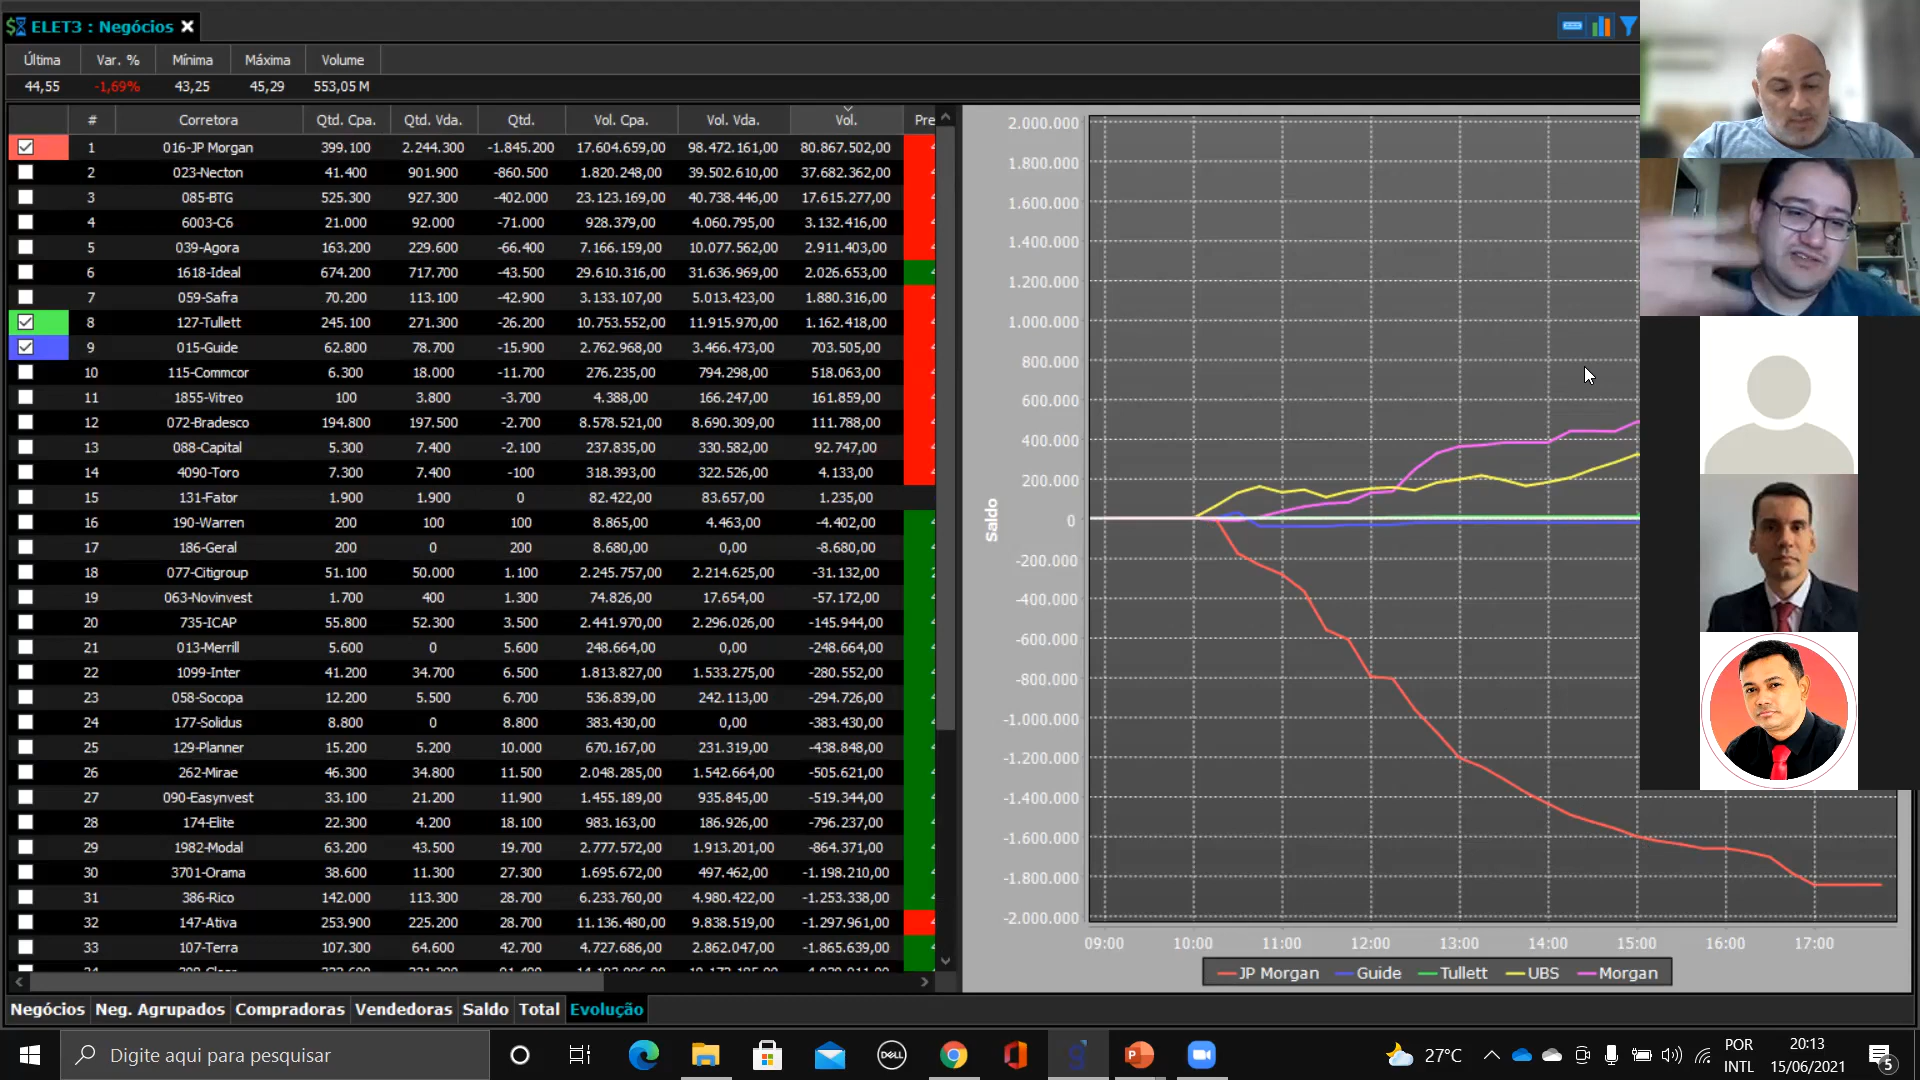 ELET3 : Negócios
Última Var. % Mínima Máxima Volume
44,55 -1,69% 43,25 45,29 553,05 M
# Corretora Qtd. Cpa. Qtd. Vda. Qtd. Vol. Cpa. Vol. Vda. Vol. Pre
1 016-JP Morgan 399.100 2.244.300 -1.845.200 17.604.659,00 98.472.161,00 80.867.502,00
2 023-Necton 41.400 901.900 -860.500 1.820.248,00 39.502.610,00 37.682.362,00
3 085-BTG 525.300 927.300 -402.000 23.123.169,00 40.738.446,00 17.615.277,00
4 6003-C6 21.000 92.000 -71.000 928.379,00 4.060.795,00 3.132.416,00
5 039-Agora 163.200 229.600 -66.400 7.166.159,00 10.077.562,00 2.911.403,00
6 1618-Ideal 674.200 717.700 -43.500 29.610.316,00 31.636.969,00 2.026.653,00
7 059-Safra 70.200 113.100 -42.900 3.133.107,00 5.013.423,00 1.880.316,00
8 127-Tullett 245.100 271.300 -26.200 10.753.552,00 11.915.970,00 1.162.418,00
9 015-Guide 62.800 78.700 -15.900 2.762.968,00 3.466.473,00 703.505,00
10 115-Commcor 6.300 18.000 -11.700 276.235,00 794.298,00 518.063,00
11 1855-Vitreo 100 3.800 -3.700 4.388,00 166.247,00 161.859,00
12 072-Bradesco 194.800 197.500 -2.700 8.578.521,00 8.690.309,00 111.788,00
13 088-Capital 5.300 7.400 -2.100 237.835,00 330.582,00 92.747,00
14 4090-Toro 7.300 7.400 -100 318.393,00 322.526,00 4.133,00
15 131-Fator 1.900 1.900 0 82.422,00 83.657,00 1.235,00
16 190-Warren 200 100 100 8.865,00 4.463,00 -4.402,00
17 186-Geral 200 0 200 8.680,00 0,00 -8.680,00
18 077-Citigroup 51.100 50.000 1.100 2.245.757,00 2.214.625,00 -31.132,00
19 063-Novinvest 1.700 400 1.300 74.826,00 17.654,00 -57.172,00
20 735-ICAP 55.800 52.300 3.500 2.441.970,00 2.296.026,00 -145.944,00
21 013-Merrill 5.600 0 5.600 248.664,00 0,00 -248.664,00
22 1099-Inter 41.200 34.700 6.500 1.813.827,00 1.533.275,00 -280.552,00
23 058-Socopa 12.200 5.500 6.700 536.839,00 242.113,00 -294.726,00
24 177-Solidus 8.800 0 8.800 383.430,00 0,00 -383.430,00
25 129-Planner 15.200 5.200 10.000 670.167,00 231.319,00 -438.848,00
26 262-Mirae 46.300 34.800 11.500 2.048.285,00 1.542.664,00 -505.621,00
27 090-Easynvest 33.100 21.200 11.900 1.455.189,00 935.845,00 -519.344,00
28 174-Elite 22.300 4.200 18.100 983.163,00 186.926,00 -796.237,00
29 1982-Modal 63.200 43.500 19.700 2.777.572,00 1.913.201,00 -864.371,00
30 3701-Orama 38.600 11.300 27.300 1.695.672,00 497.462,00 -1.198.210,00
31 386-Rico 142.000 113.300 28.700 6.233.760,00 4.980.422,00 -1.253.338,00
32 147-Ativa 253.900 225.200 28.700 11.136.480,00 9.838.519,00 -1.297.961,00
33 107-Terra 107.300 64.600 42.700 4.727.686,00 2.862.047,00 -1.865.639,00
2.000.000
1.800.000
1.600.000
1.400.000
1.200.000
1.000.000
800.000
600.000
400.000
200.000
0
-200.000
-400.000
-600.000
-800.000
-1.000.000
-1.200.000
-1.400.000
-1.600.000
-1.800.000
-2.000.000
Saldo
09:00 10:00 11:00 12:00 13:00 14:00 15:00 16:00 17:00
JP Morgan Guide Tullett UBS Morgan
Negócios Neg. Agrupados Compradoras Vendedoras Saldo Total Evolução
Digite aqui para pesquisar
DELL
27°C
POR
INTL
20:13
15/06/2021
5